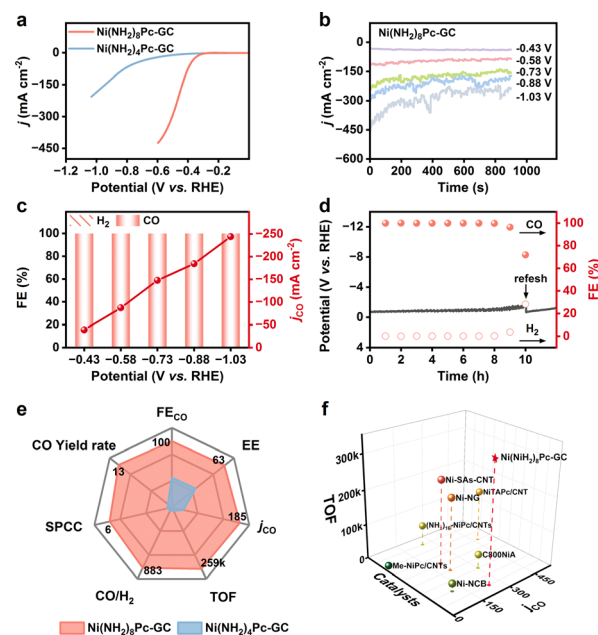 a
Ni(NH₂)₈Pc-GC
Ni(NH₂)₄Pc-GC
0
-150
-300
-450
j (mA cm⁻²)
-1.2 -1.0 -0.8 -0.6 -0.4 -0.2
Potential (V vs. RHE)
b
Ni(NH₂)₈Pc-GC
150
0
-150
-300
-450
-600
j (mA cm⁻²)
-0.43 V
-0.58 V
-0.73 V
-0.88 V
-1.03 V
0 200 400 600 800
Time (s)
c
H₂ CO
100
80
60
40
20
0
FE (%)
-250
-200
-150
-100
-50
0
jCO (mA cm⁻²)
-0.43 -0.58 -0.73 -0.88 -1.03
Potential (V vs. RHE)
d
-12
-8
-4
0
4
Potential (V vs. RHE)
CO
refesh
H₂
100
80
60
40
20
0
FE (%)
0 2 4 6 8 10
Time (h)
e
FECO
100
CO Yield rate
13
EE
63
SPCC
6
jCO
185
CO/H₂
883
TOF
259k
Ni(NH₂)₈Pc-GC Ni(NH₂)₄Pc-GC
f
300k
200k
100k
0
TOF
Ni(NiH₂)₈Pc-GC
Ni-SAs-CNT
NiTAPc/CNT
Ni-NG
(NH₂)₁₆-NiPc/CNTs
C800NiA
Me-NiPc/CNTs
Ni-NCB
Catalysts
0
150
300
450
jCO